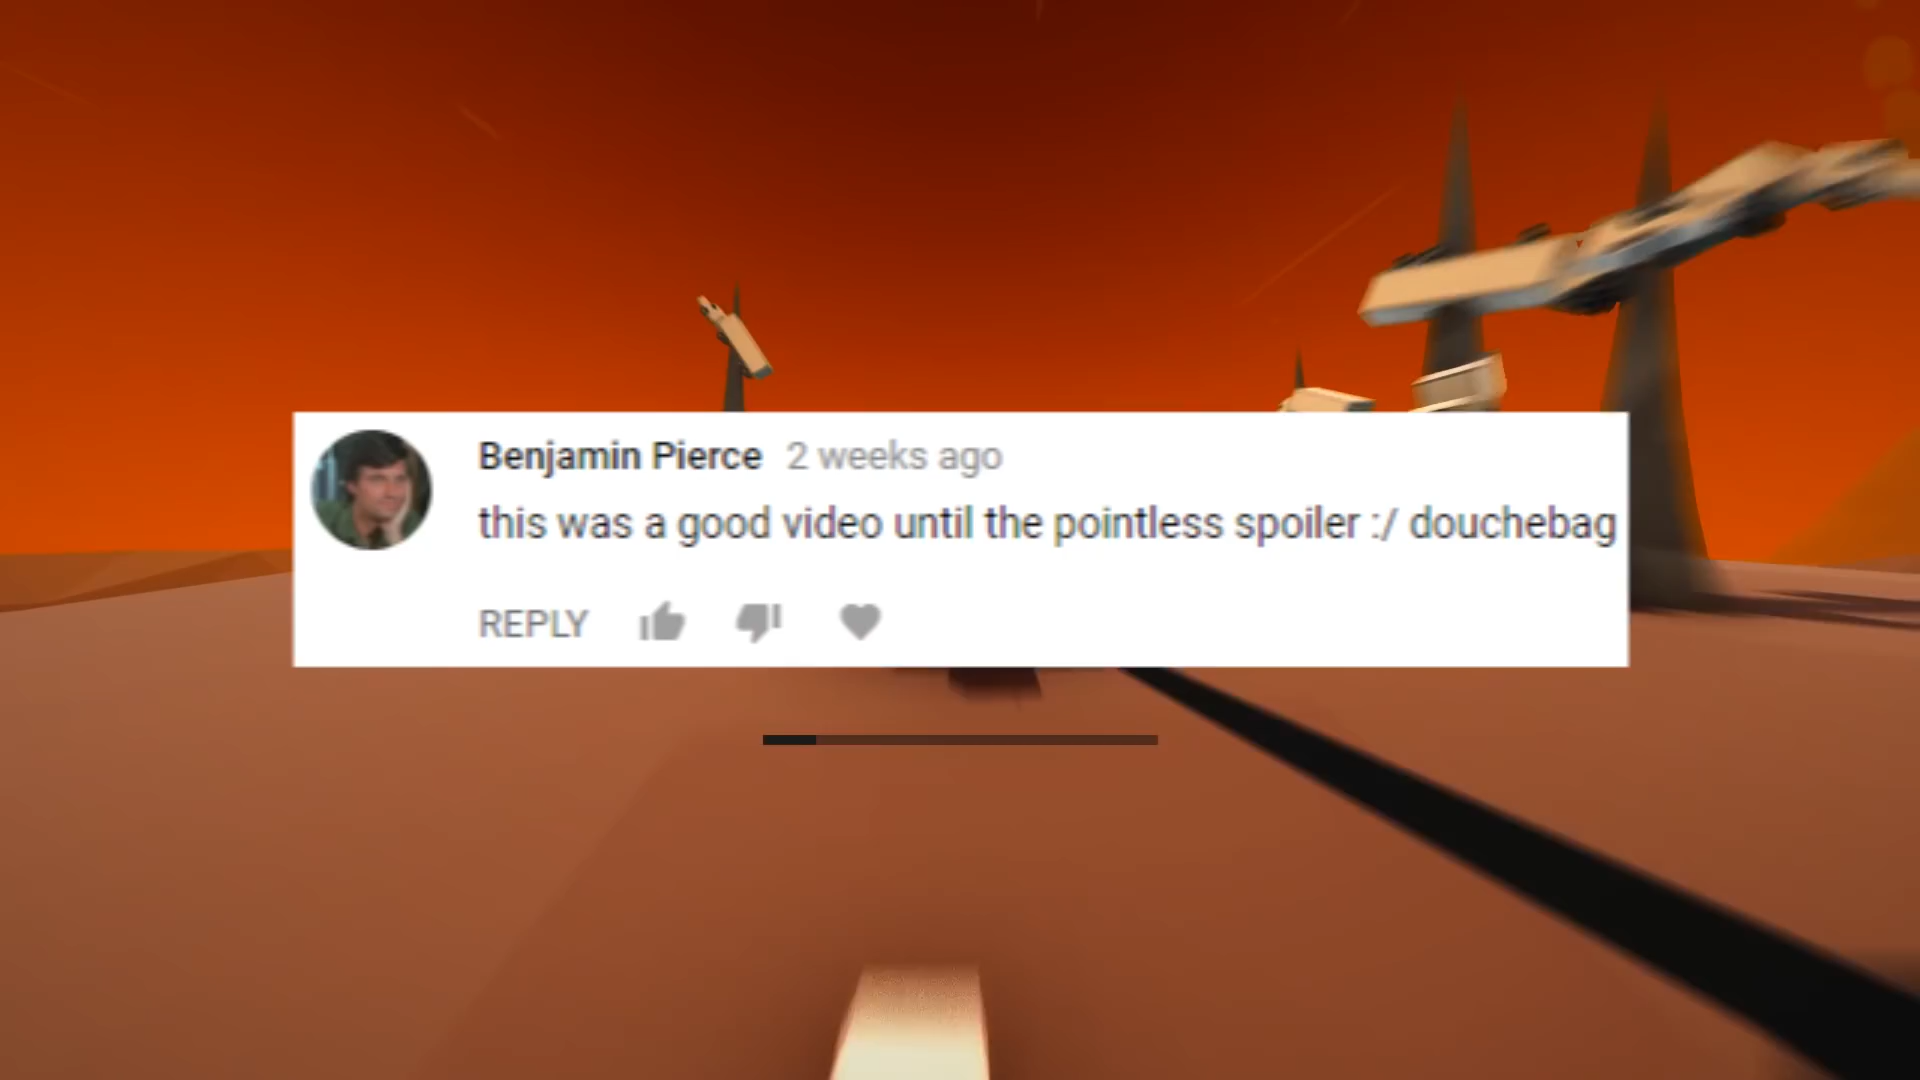 Benjamin Pierce 2 weeks ago
this was a good video until the pointless spoiler :/ douchebag
REPLY